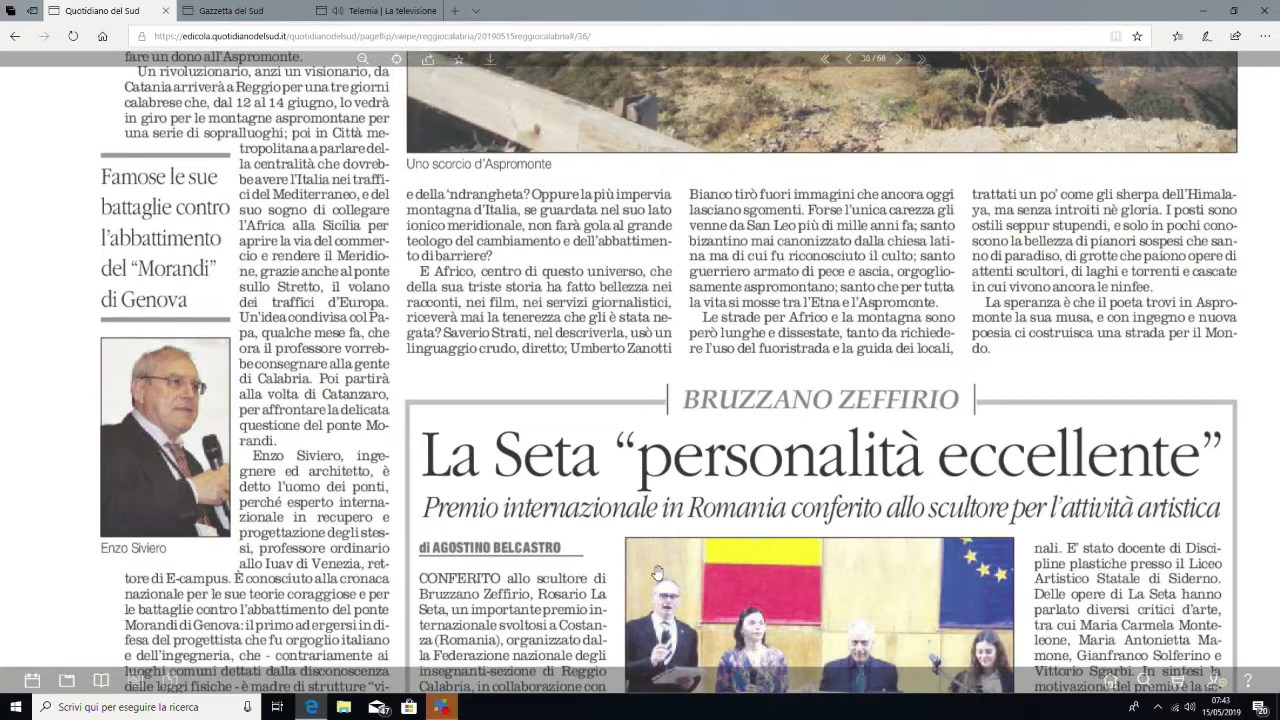 Edicola - Quotidiano del S
Gazzetta del Sud
Televisione | Tema | La televisione
https://edicola.quotidianodelsud.it/quotidianodelsud/pageflip/swipe/reggiocalabria/20190515reggiocalabria#/36/
36 / 56
fare un dono all'Aspromonte.
Un rivoluzionario, anzi un visionario, da
Catania arriverà a Reggio per una tre giorni
calabrese che, dal 12 al 14 giugno, lo vedrà
in giro per le montagne aspromontane per
una serie di sopralluoghi; poi in Città me-
tropolitana a parlare del-
la centralità che dovreb-
be avere l'Italia nei traffi-
ci del Mediterraneo, e del
suo sogno di collegare
l'Africa alla Sicilia per
aprire la via del commer-
cio e rendere il Meridio-
ne, grazie anche al ponte
sullo Stretto, il volano
dei traffici d'Europa.
Un'idea condivisa col Pa-
pa, qualche mese fa, che
ora il professore vorreb-
be consegnare alla gente
di Calabria. Poi partirà
alla volta di Catanzaro,
per affrontare la delicata
questione del ponte Mo-
randi.
Enzo Siviero, inge-
gnere ed architetto, è
detto l'uomo dei ponti,
perché esperto interna-
zionale in recupero e
progettazione degli stes-
si, professore ordinario
allo Iuav di Venezia, ret-
tore di E-campus. È conosciuto alla cronaca
nazionale per le sue teorie coraggiose e per
le battaglie contro l'abbattimento del ponte
Morandi di Genova: il primo ad ergersi in di-
fesa del progettista che fu orgoglio italiano
e dell'ingegneria, che - contrariamente ai
luoghi comuni dettati dalla disconoscenza
delle leggi fisiche - è madre di strutture “vi-
Famose le sue
battaglie contro
l'abbattimento
del “Morandi”
di Genova
Enzo Siviero
Uno scorcio d'Aspromonte
e della 'ndrangheta? Oppure la più impervia
montagna d'Italia, se guardata nel suo lato
ionico meridionale, non farà gola al grande
teologo del cambiamento e dell'abbattimen-
to di barriere?
E Africo, centro di questo universo, che
della sua triste storia ha fatto bellezza nei
racconti, nei film, nei servizi giornalistici,
riceverà mai la tenerezza che gli è stata ne-
gata? Saverio Strati, nel descriverla, usò un
linguaggio crudo, diretto; Umberto Zanotti
Bianco tirò fuori immagini che ancora oggi
lasciano sgomenti. Forse l'unica carezza gli
venne da San Leo più di mille anni fa; santo
bizantino mai canonizzato dalla chiesa lati-
na ma di cui fu riconosciuto il culto; santo
guerriero armato di pece e ascia, orgoglio-
samente aspromontano; santo che per tutta
la vita si mosse tra l'Etna e l'Aspromonte.
Le strade per Africo e la montagna sono
però lunghe e dissestate, tanto da richiede-
re l'uso del fuoristrada e la guida dei locali,
trattati un po' come gli sherpa dell'Himala-
ya, ma senza introiti nè gloria. I posti sono
ostili seppur stupendi, e solo in pochi cono-
scono la bellezza di pianori sospesi che san-
no di paradiso, di grotte che paiono opere di
attenti scultori, di laghi e torrenti e cascate
in cui vivono ancora le ninfee.
La speranza è che il poeta trovi in Aspro-
monte la sua musa, e con ingegno e nuova
poesia ci costruisca una strada per il Mon-
do.
BRUZZANO ZEFFIRIO
La Seta “personalità eccellente”
Premio internazionale in Romania conferito allo scultore per l'attività artistica
di AGOSTINO BELCASTRO
CONFERITO allo scultore di
Bruzzano Zeffirio, Rosario La
Seta, un importante premio in-
ternazionale svoltosi a Costan-
za (Romania), organizzato dal-
la Federazione nazionale degli
insegnanti-sezione di Reggio
Calabria, in collaborazione con
nali. E' stato docente di Disci-
pline plastiche presso il Liceo
Artistico Statale di Siderno.
Delle opere di La Seta hanno
parlato diversi critici d'arte,
tra cui Maria Carmela Monte-
leone, Maria Antonietta Ma-
mone, Gianfranco Solferino e
Vittorio Sgarbi. In sintesi la
motivazione del premio è la
Scrivi qui per eseguire la ricerca
47
07:43
15/05/2019
20